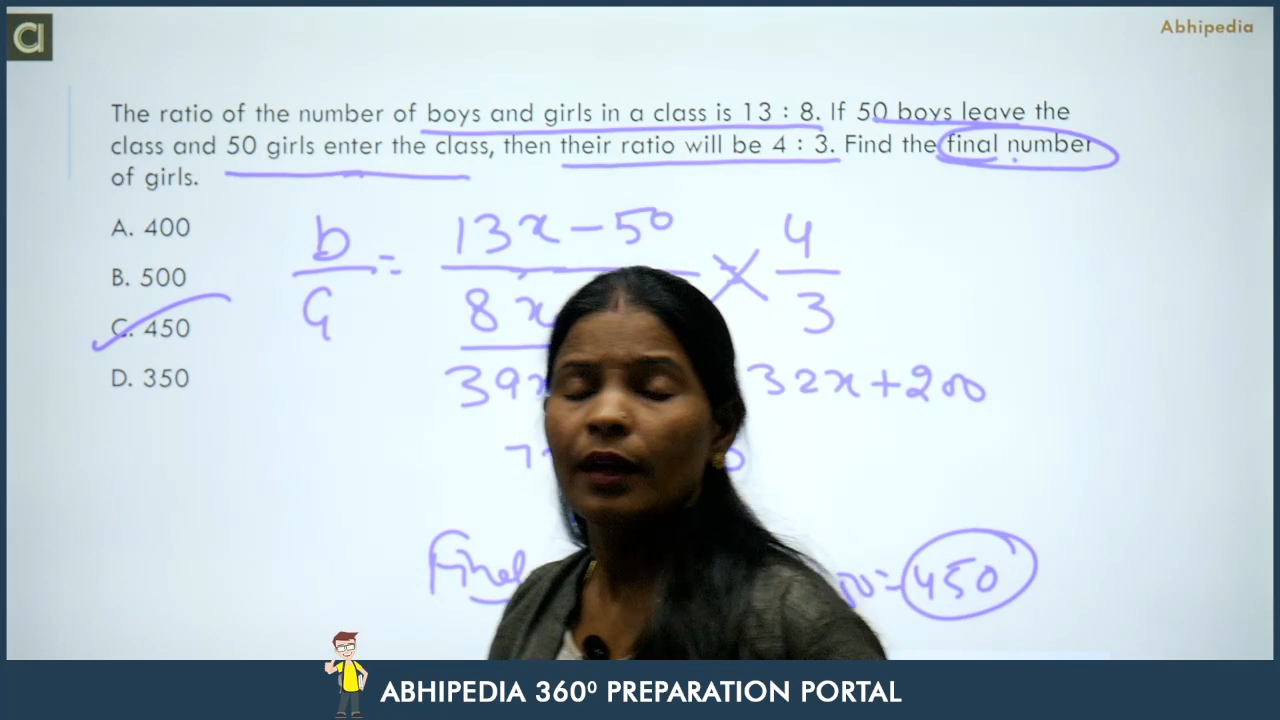 a
Abhipedia
The ratio of the number of boys and girls in a class is 13 : 8. If 50 boys leave the
class and 50 girls enter the class, then their ratio will be 4 : 3. Find the final number
of girls.
A. 400
B. 500
C. 450
D. 350
b/G = 13x - 50
8x
4/3
39x
32x + 200
Final
= 450
ABHIPEDIA 360º PREPARATION PORTAL